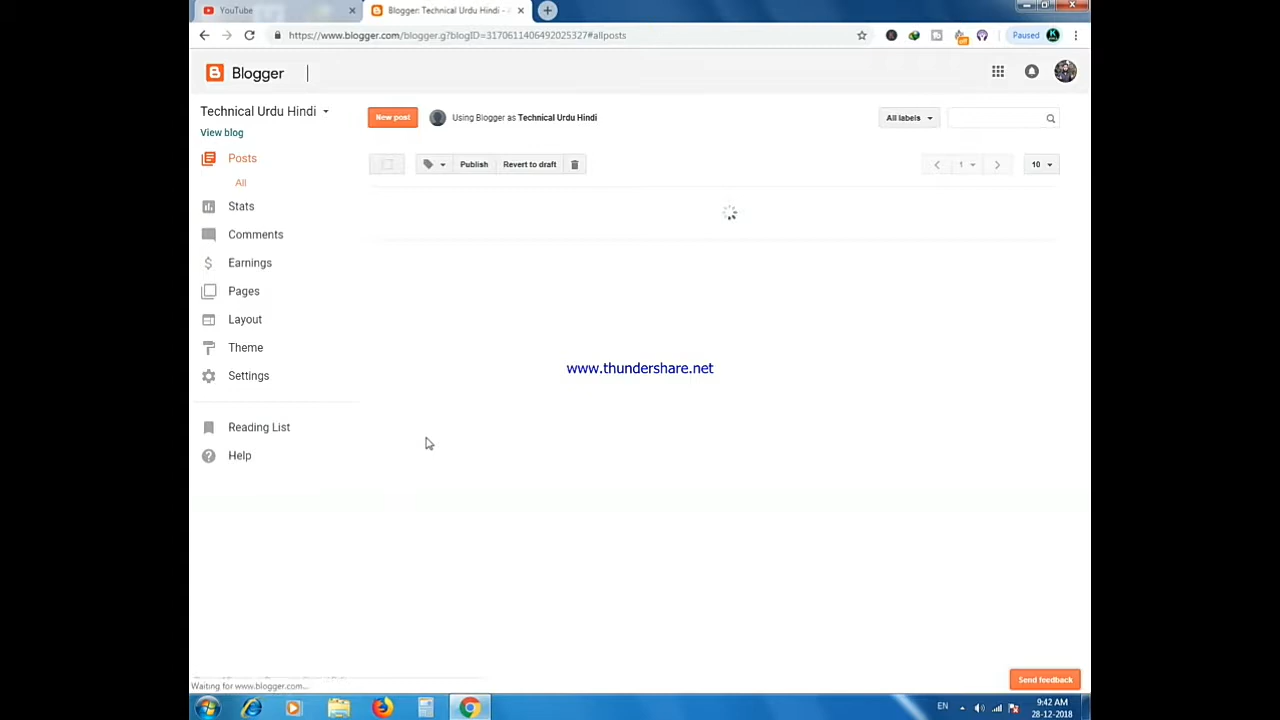 YouTube
Blogger: Technical Urdu Hindi - A
https://www.blogger.com/blogger.g?blogID=3170611406492025327#allposts
Paused
Blogger
Technical Urdu Hindi
New post
Using Blogger as Technical Urdu Hindi
All labels
View blog
Posts
Publish
Revert to draft
1
10
All
Stats
Comments
Earnings
Pages
Layout
Theme
www.thundershare.net
Settings
Reading List
Help
Send feedback
Waiting for www.blogger.com...
EN
9:42 AM
28-12-2018